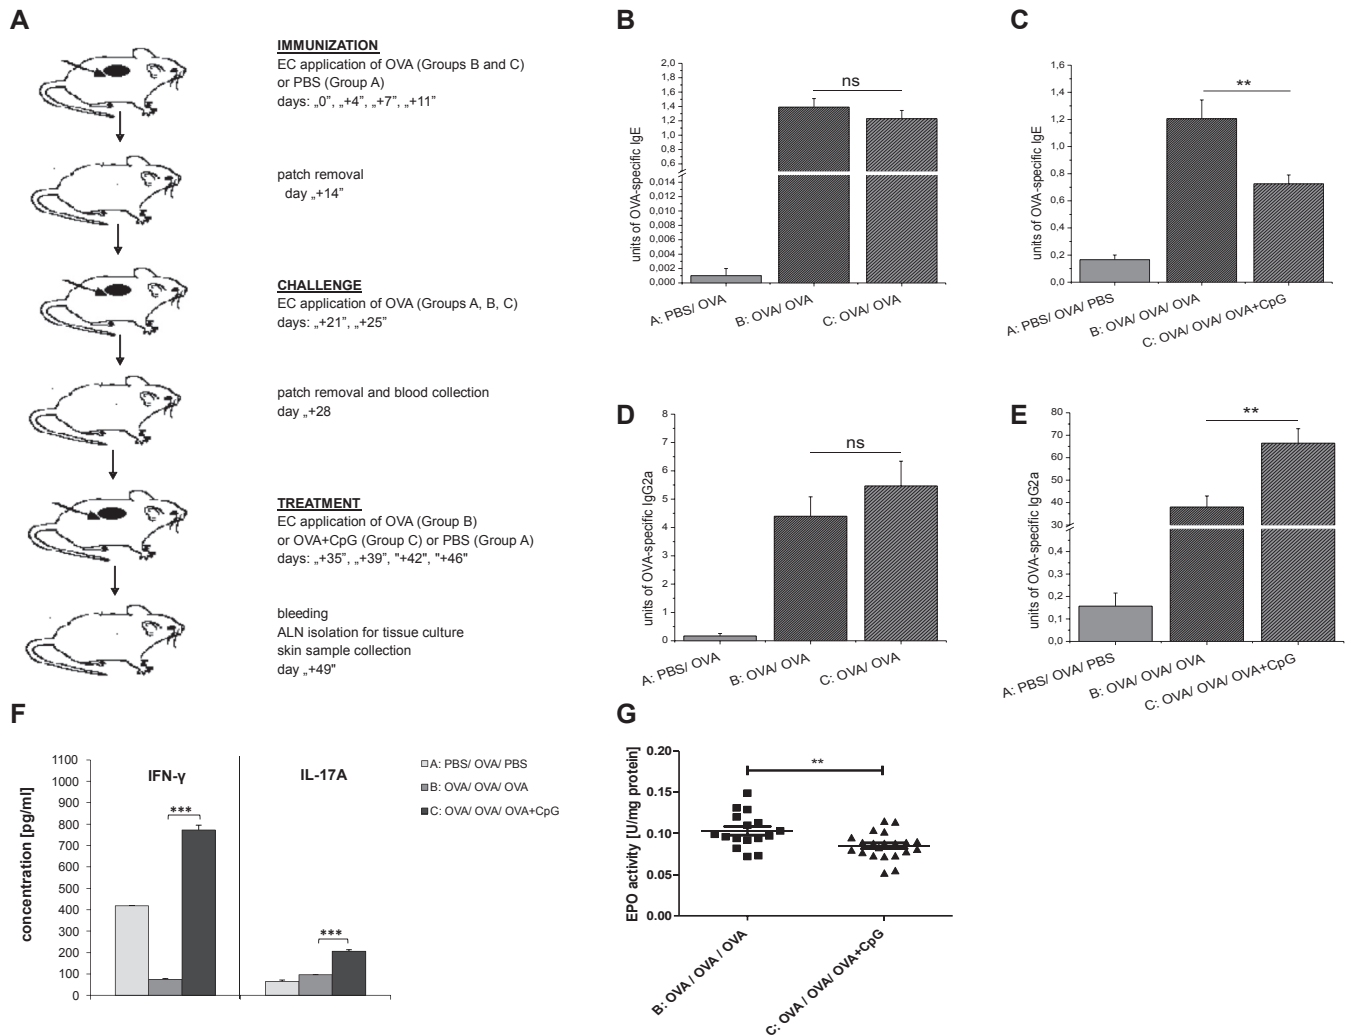 A
IMMUNIZATION
EC application of OVA (Groups B and C)
or PBS (Group A)
days: „0”, „+4”, „+7”, „+11”
patch removal
day „+14”
CHALLENGE
EC application of OVA (Groups A, B, C)
days: „+21”, „+25”
patch removal and blood collection
day „+28
TREATMENT
EC application of OVA (Group B)
or OVA+CpG (Group C) or PBS (Group A)
days: „+35”, „+39”, "+42", "+46"
bleeding
ALN isolation for tissue culture
skin sample collection
day „+49"
B
units of OVA-specific IgE
2,0
1,8
1,6
1,4
1,2
1,0
0,8
0,6
0,014
0,012
0,010
0,008
0,006
0,004
0,002
0,000
ns
A: PBS/ OVA
B: OVA/ OVA
C: OVA/ OVA
C
units of OVA-specific IgE
1,6
1,4
1,2
1,0
0,8
0,6
0,4
0,2
0,0
**
A: PBS/ OVA/ PBS
B: OVA/ OVA/ OVA
C: OVA/ OVA/ OVA+CpG
D
units of OVA-specific IgG2a
8
7
6
5
4
3
2
1
0
ns
A: PBS/ OVA
B: OVA/ OVA
C: OVA/ OVA
E
units of OVA-specific IgG2a
80
70
60
50
40
30
0,4
0,3
0,2
0,1
0,0
**
A: PBS/ OVA/ PBS
B: OVA/ OVA/ OVA
C: OVA/ OVA/ OVA+CpG
F
concentration [pg/ml]
1100
1000
900
800
700
600
500
400
300
200
100
0
IFN-γ
***
IL-17A
***
A: PBS/ OVA/ PBS
B: OVA/ OVA/ OVA
C: OVA/ OVA/ OVA+CpG
G
EPO activity [U/mg protein]
0.20
0.15
0.10
0.05
0.00
**
B: OVA / OVA / OVA
C: OVA / OVA/ OVA+CpG